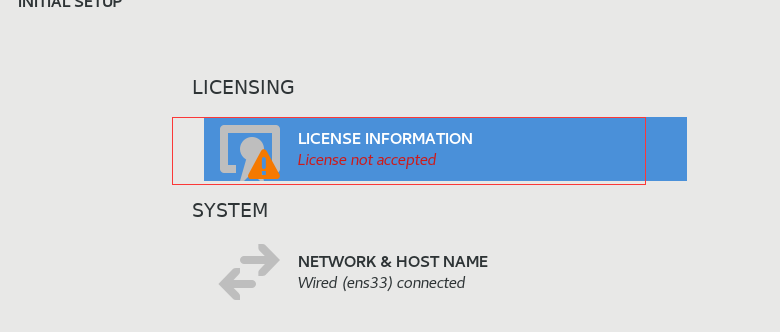 INITIAL SETUP
LICENSING
LICENSE INFORMATION
License not accepted
SYSTEM
NETWORK & HOST NAME
Wired (ens33) connected